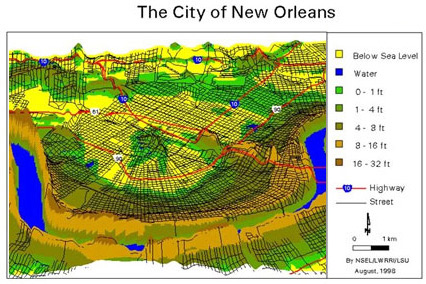 The City of New Orleans
Below Sea Level
Water
0 - 1 ft
1 - 4 ft
4 - 8 ft
8 - 16 ft
16 - 32 ft
10 Highway
Street
0 1 km
By NSEL/LWRRI/LSU
August, 1998
10
10
10
10
90
61
90